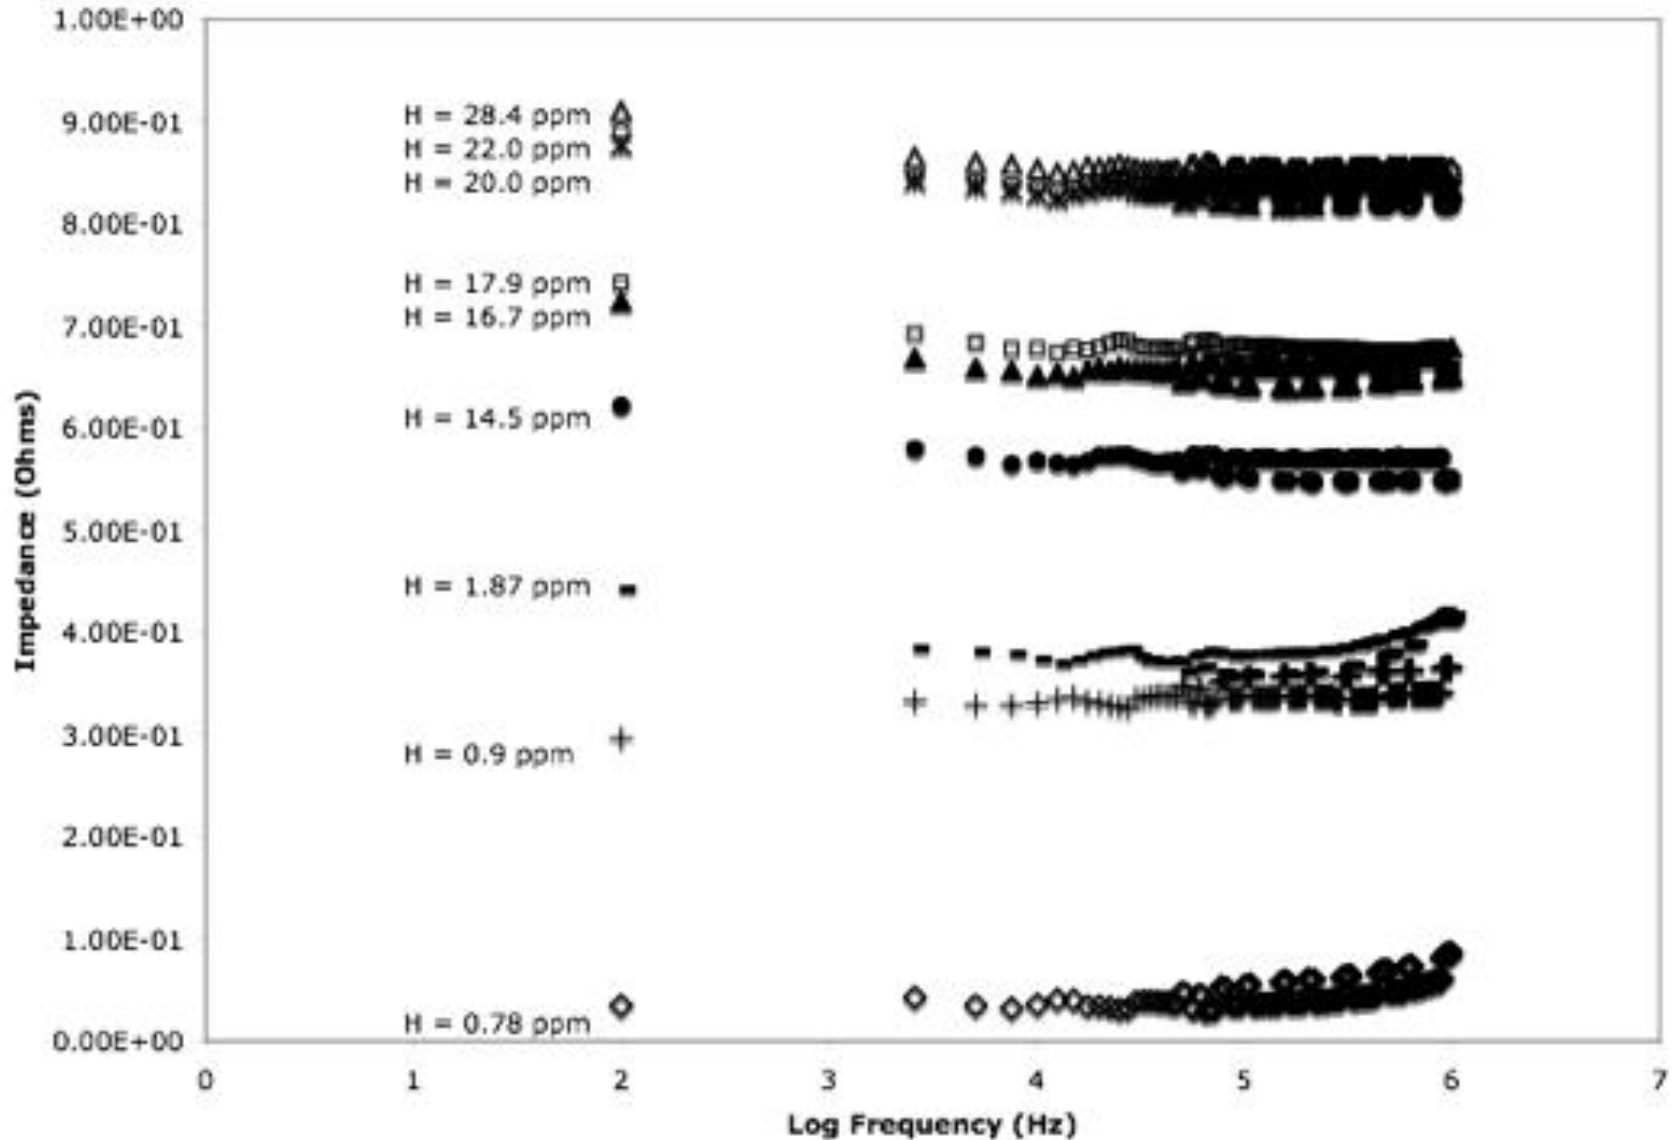 1.00E+00
H = 28.4 ppm
9.00E-01
H = 22.0 ppm
H = 20.0 ppm
8.00E-01
H = 17.9 ppm
H = 16.7 ppm
7.00E-01
H = 14.5 ppm
6.00E-01
Impedance (Ohms)
5.00E-01
H = 1.87 ppm
4.00E-01
3.00E-01
H = 0.9 ppm
2.00E-01
1.00E-01
H = 0.78 ppm
0.00E+00
0 1 2 3 4 5 6 7
Log Frequency (Hz)